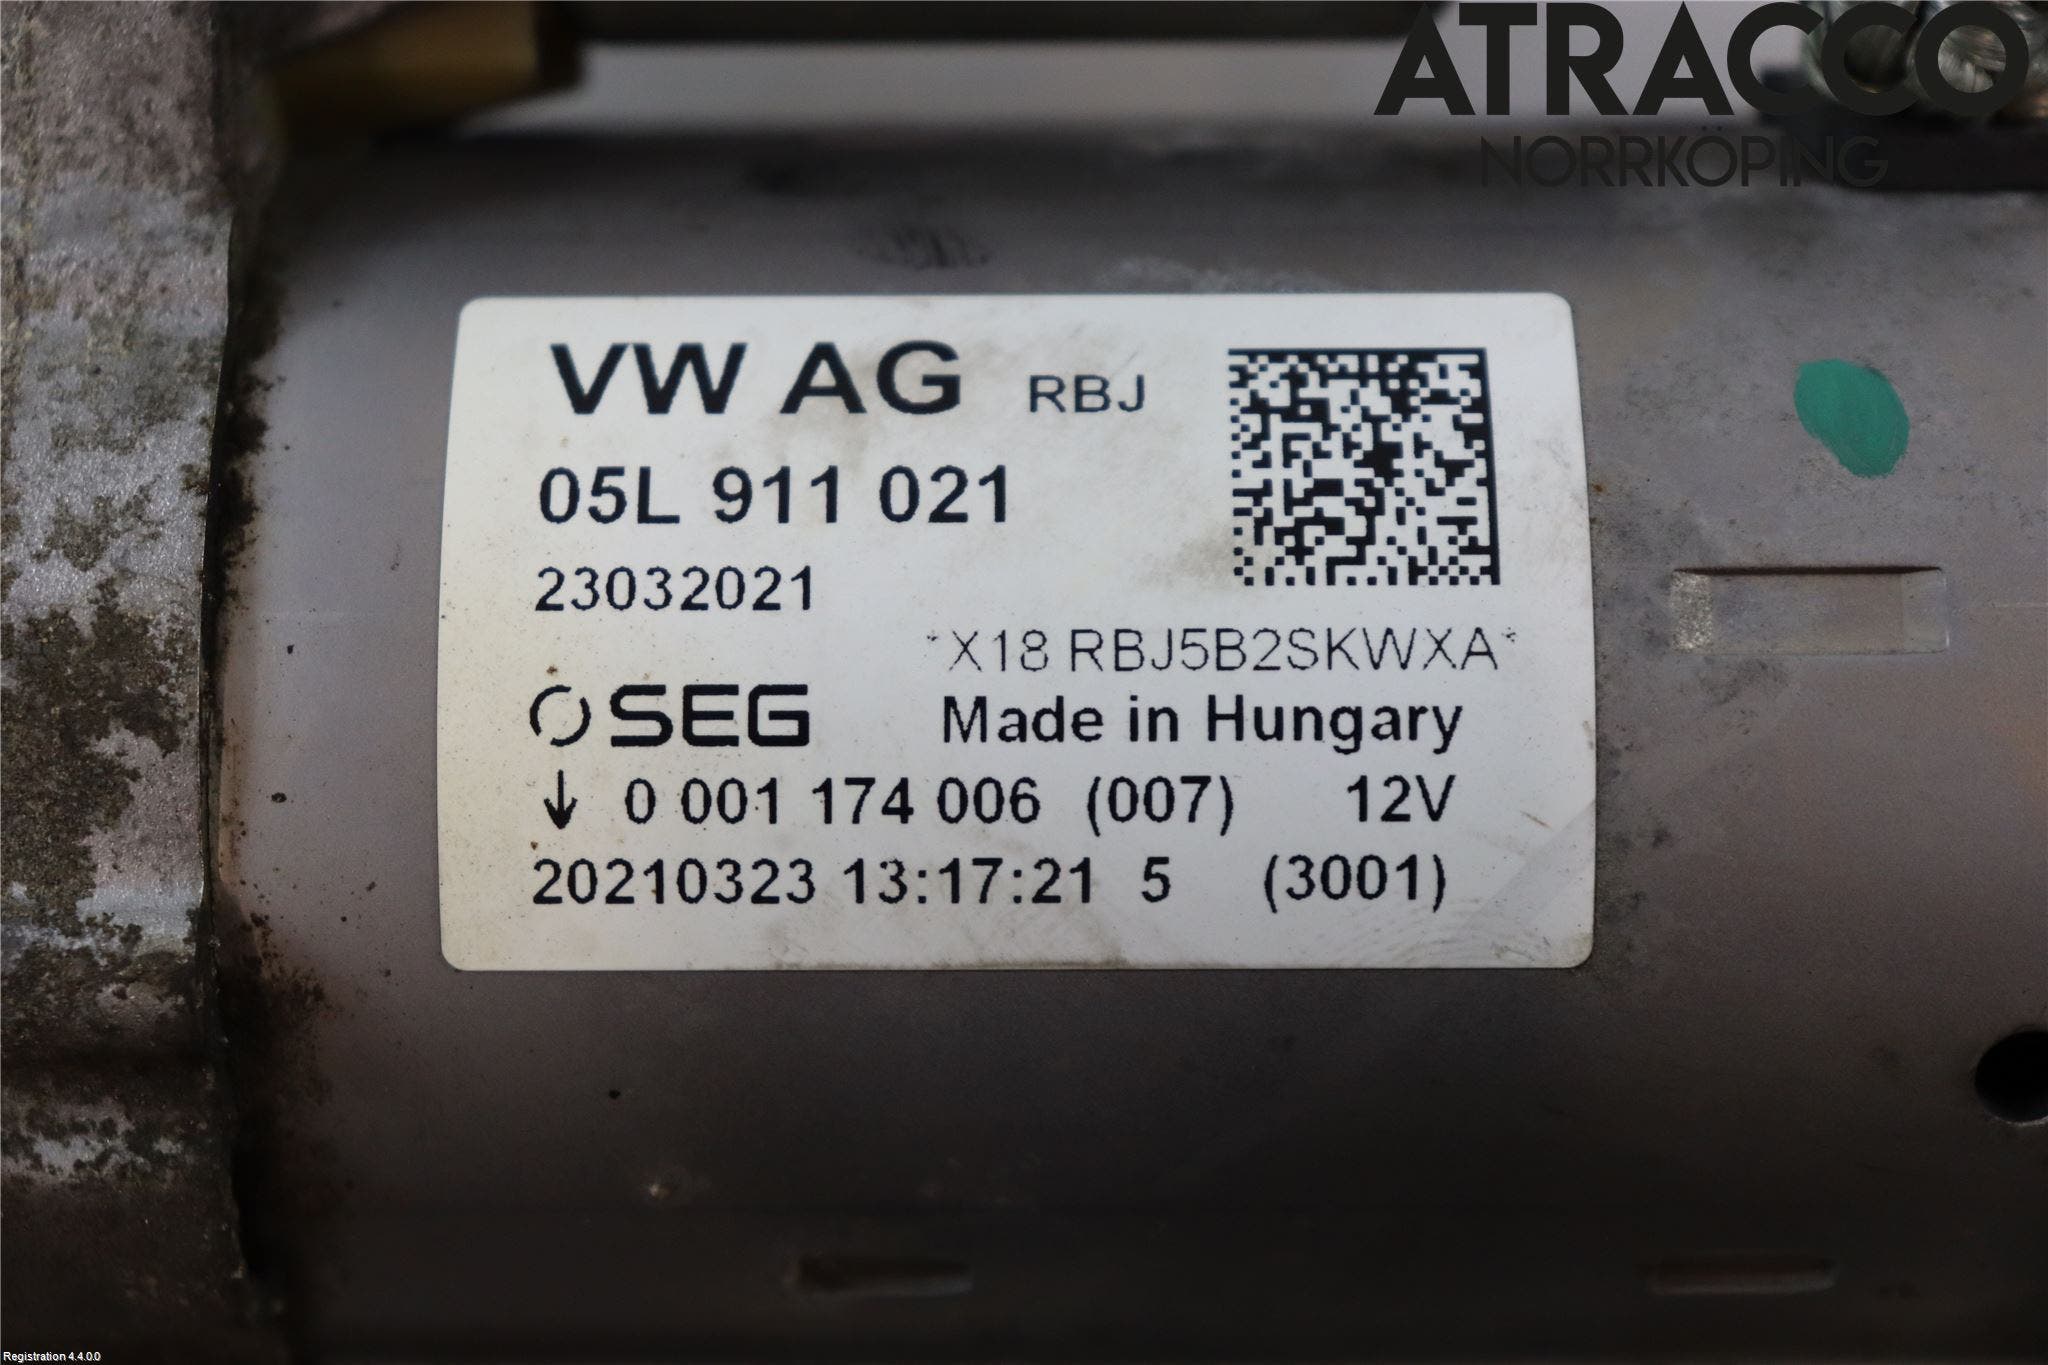 ATRACCO
NORRKÖPING
VW AG RBJ
05L 911 021
23032021
*X18 RBJ5B2SKWXA*
SEG Made in Hungary
↓ 0 001 174 006 (007) 12V
20210323 13:17:21 5 (3001)
Registration 4.4.0.0